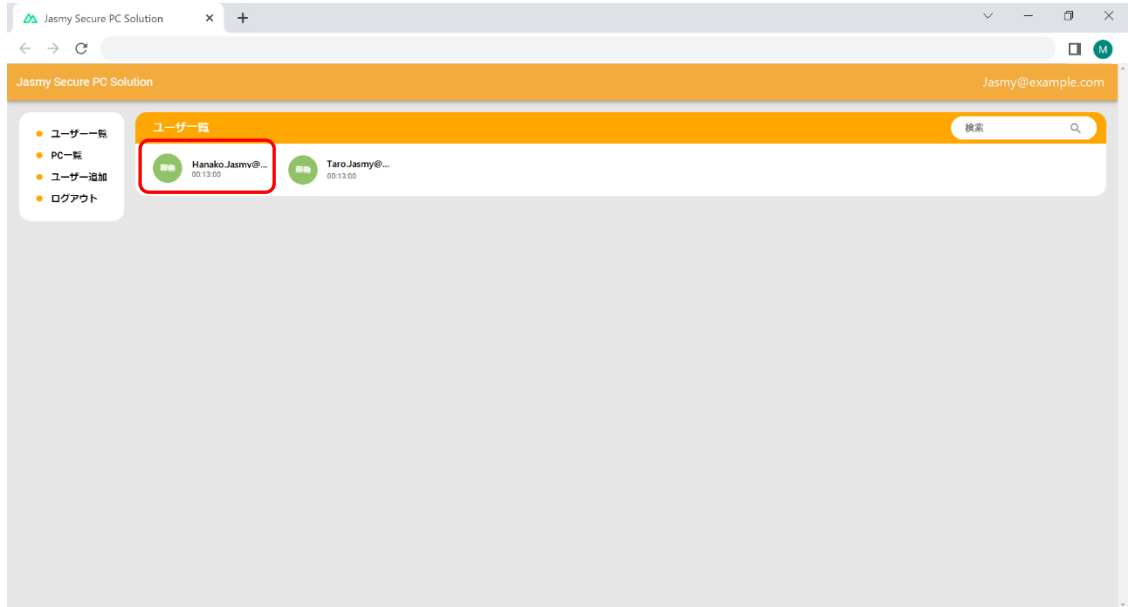 Jasmy Secure PC Solution
M
Jasmy Secure PC Solution
Jasmy@example.com
ユーザー一覧
PC一覧
ユーザー追加
ログアウト
ユーザ一覧
検索
Hanako.Jasmy@...
00:13:00
Taro.Jasmy@...
00:13:00